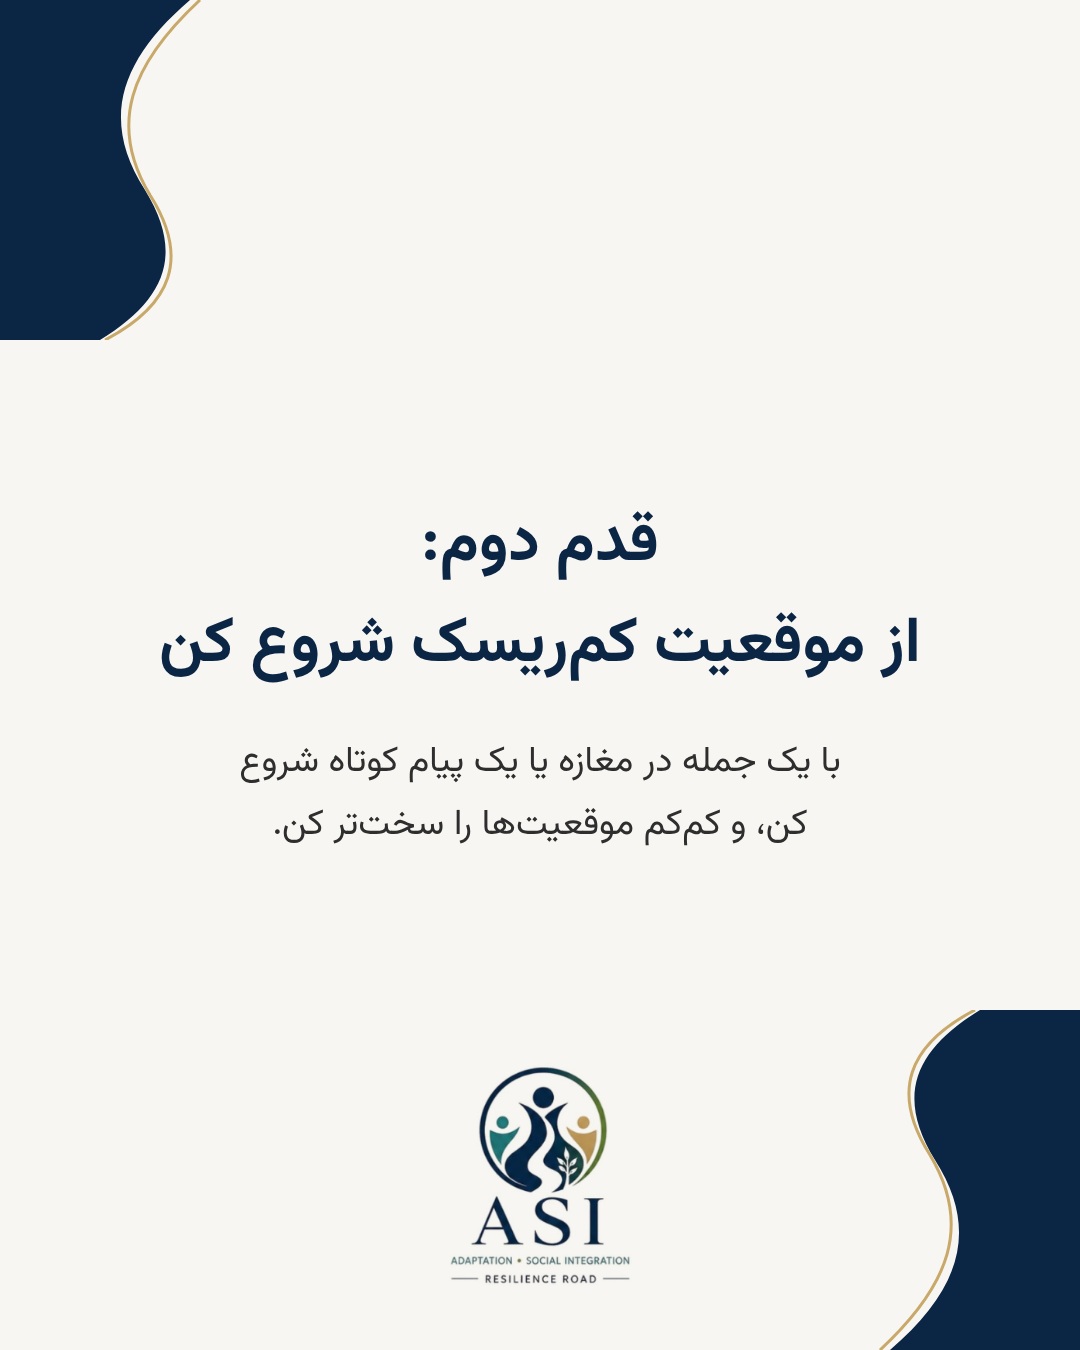 قدم دوم:
از موقعیت کم‌ریسک شروع کن
با یک جمله در مغازه یا یک پیام کوتاه شروع
کن، و کم‌کم موقعیت‌ها را سخت‌تر کن.
ASI
ADAPTATION • SOCIAL INTEGRATION
RESILIENCE ROAD